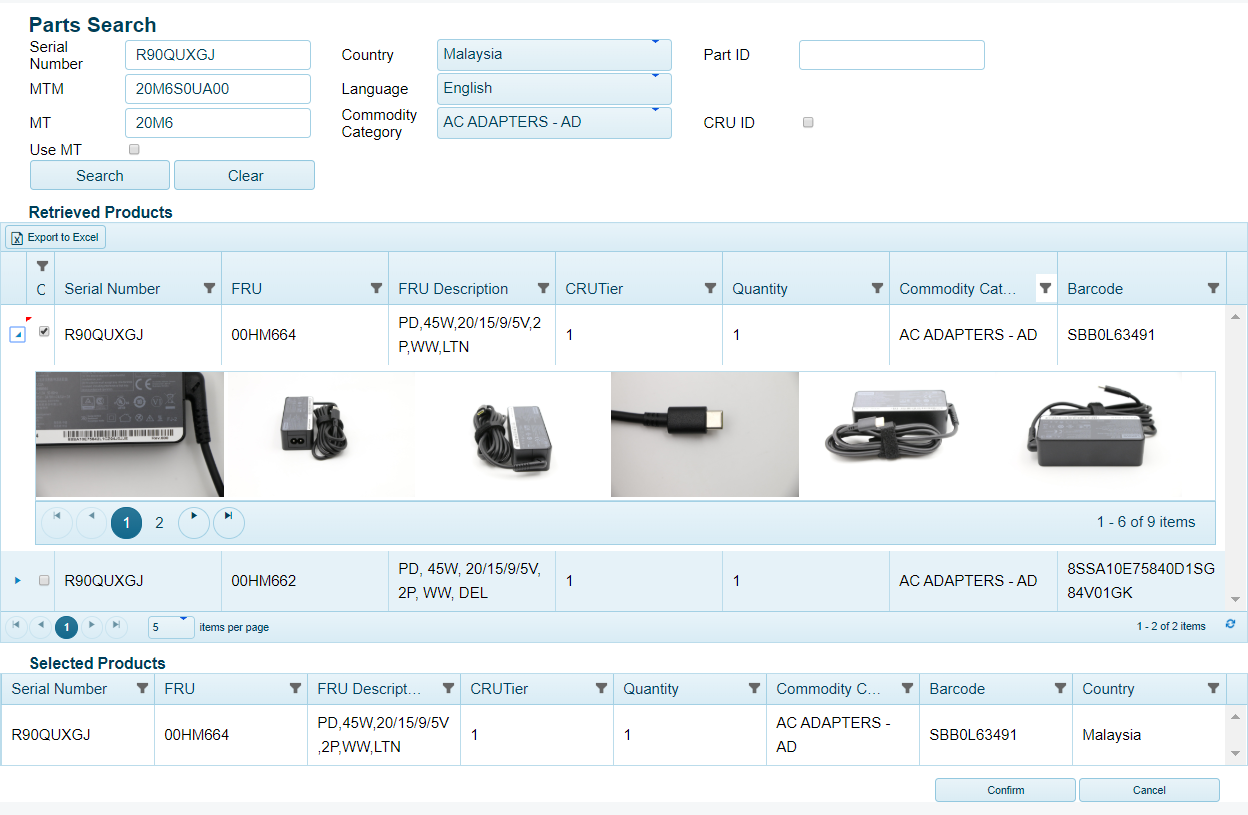 Parts Search
Serial Number R90QUXGJ Country Malaysia Part ID
MTM 20M6S0UA00 Language English
MT 20M6 Commodity Category AC ADAPTERS - AD CRU ID
Use MT
Search Clear
Retrieved Products
Export to Excel
C Serial Number FRU FRU Description CRUTier Quantity Commodity Cat... Barcode
R90QUXGJ 00HM664 PD,45W,20/15/9/5V,2P,WW,LTN 1 1 AC ADAPTERS - AD SBB0L63491
1 2 1 - 6 of 9 items
R90QUXGJ 00HM662 PD, 45W, 20/15/9/5V, 2P, WW, DEL 1 1 AC ADAPTERS - AD 8SSA10E75840D1SG84V01GK
1 5 items per page 1 - 2 of 2 items
Selected Products
Serial Number FRU FRU Descript... CRUTier Quantity Commodity C... Barcode Country
R90QUXGJ 00HM664 PD,45W,20/15/9/5V,2P,WW,LTN 1 1 AC ADAPTERS - AD SBB0L63491 Malaysia
Confirm Cancel